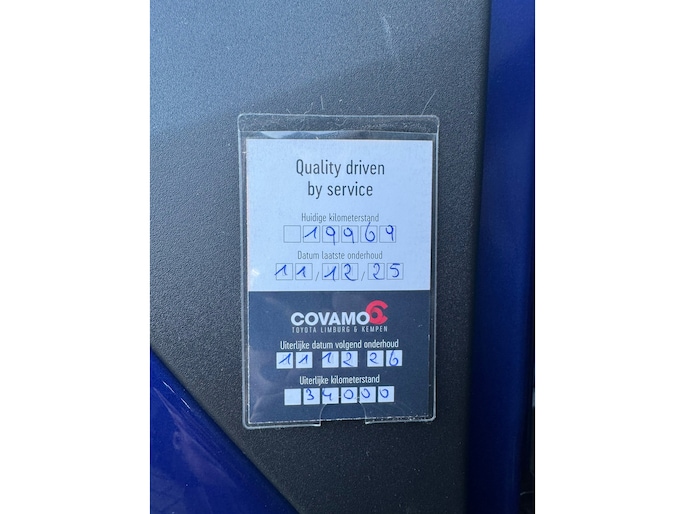 Quality driven
by service
Huidige kilometerstand
19969
Datum laatste onderhoud
11/12/25
COVAMO
TOYOTA LIMBURG & KEMPEN
Uiterlijke datum volgend onderhoud
11 12 26
Uiterlijke kilometerstand
34000